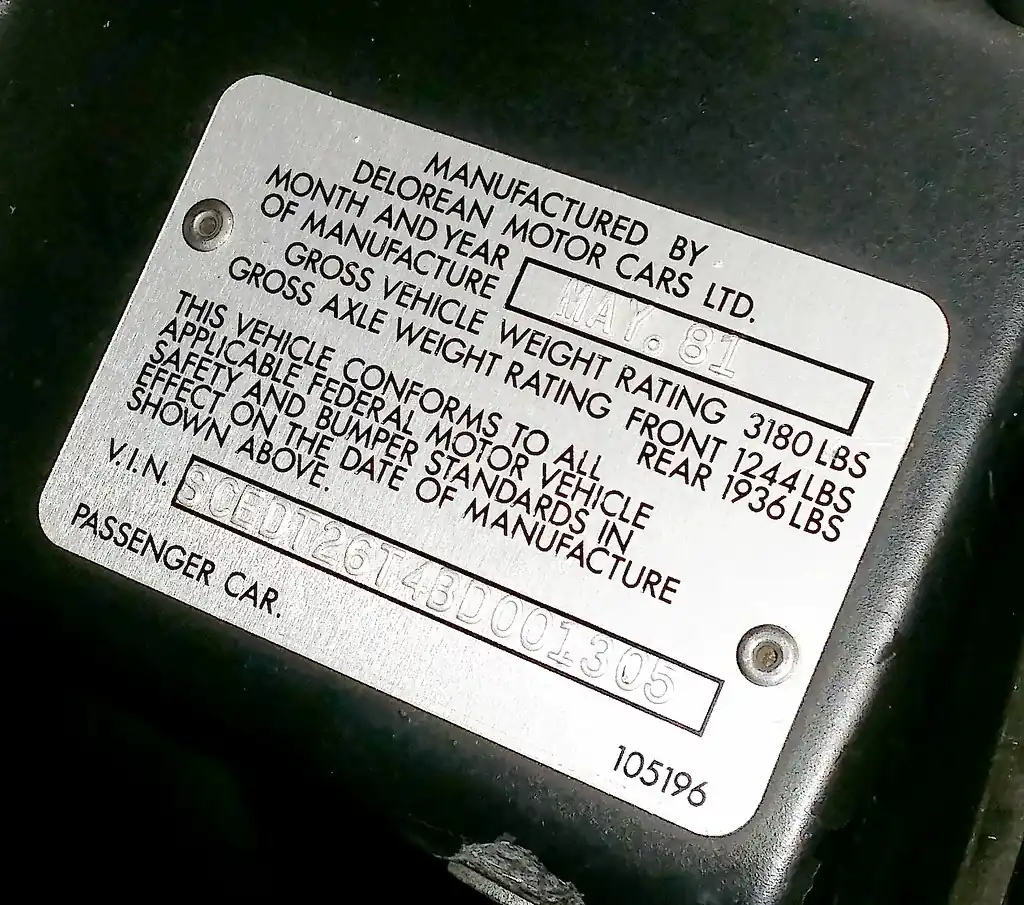 MANUFACTURED BY
DELOREAN MOTOR CARS LTD.
MONTH AND YEAR
OF MANUFACTURE MAY.81
GROSS VEHICLE WEIGHT RATING 3180 LBS
GROSS AXLE WEIGHT RATING FRONT 1244 LBS
REAR 1936 LBS
THIS VEHICLE CONFORMS TO ALL
APPLICABLE FEDERAL MOTOR VEHICLE
SAFETY AND BUMPER STANDARDS IN
EFFECT ON THE DATE OF MANUFACTURE
SHOWN ABOVE.
V.I.N. SCEDT26T4BD001305
PASSENGER CAR.
105196